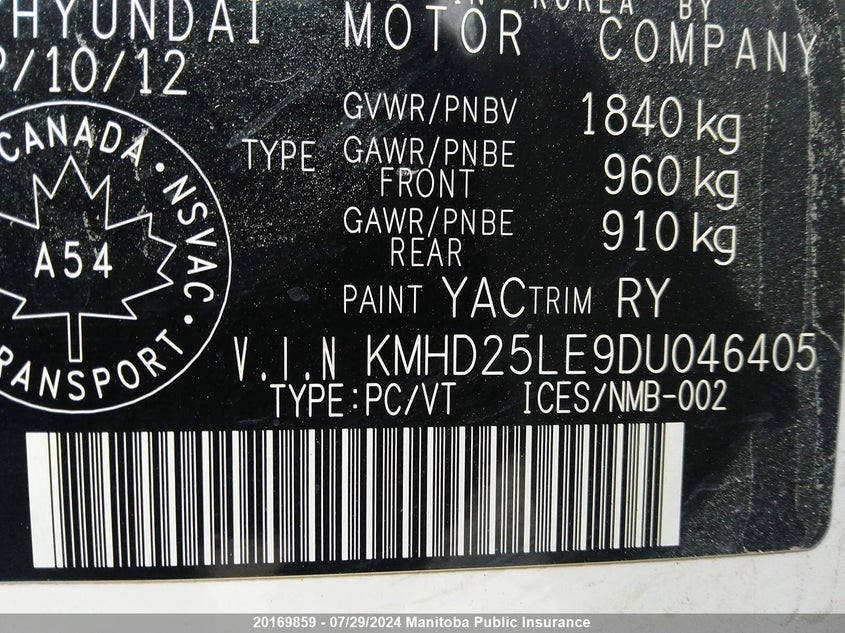 HYUNDAI MOTOR COMPANY
/10/12
CANADA • NSVAC • TRANSPORT
A54
GVWR/PNBV 1840 kg
TYPE GAWR/PNBE FRONT 960 kg
GAWR/PNBE REAR 910 kg
PAINT YAC TRIM RY
V.I.N KMHD25LE9DU046405
TYPE:PC/VT ICES/NMB-002
20169859 - 07/29/2024 Manitoba Public Insurance